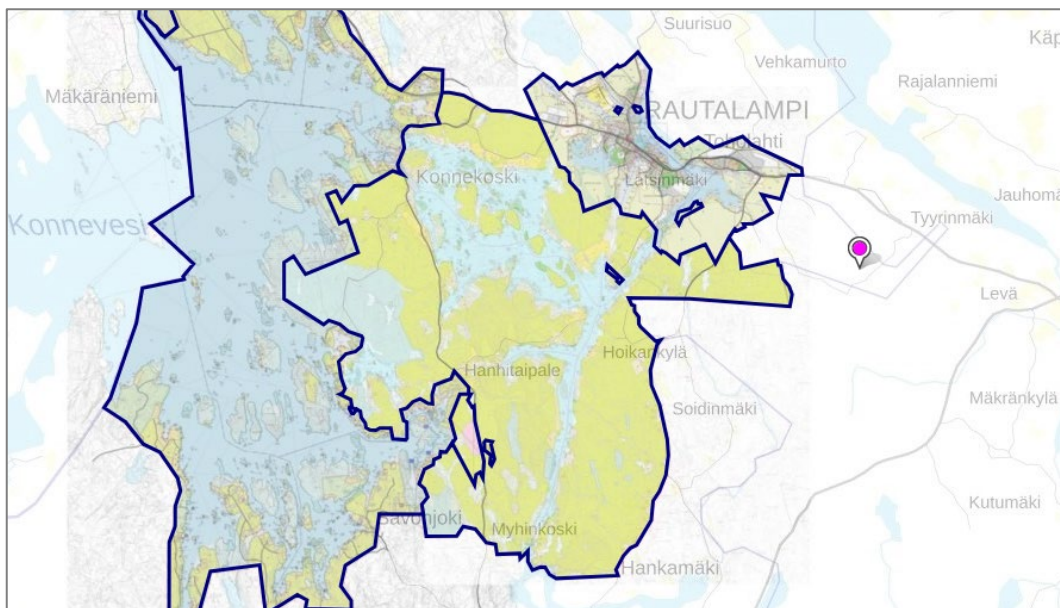 Suurisuo
Käp
Vehkamurto
Rajalanniemi
Mäkäräniemi
RAUTALAMPI
Toholahti
Konnekoski
Lätsinmäki
Jauhomä
Konnevesi
Tyyrinmäki
Levä
Hoikankylä
Hanhitaipale
Mäkränkylä
Soidinmäki
Kutumäki
Savonjoki
Myhinkoski
Hankamäki